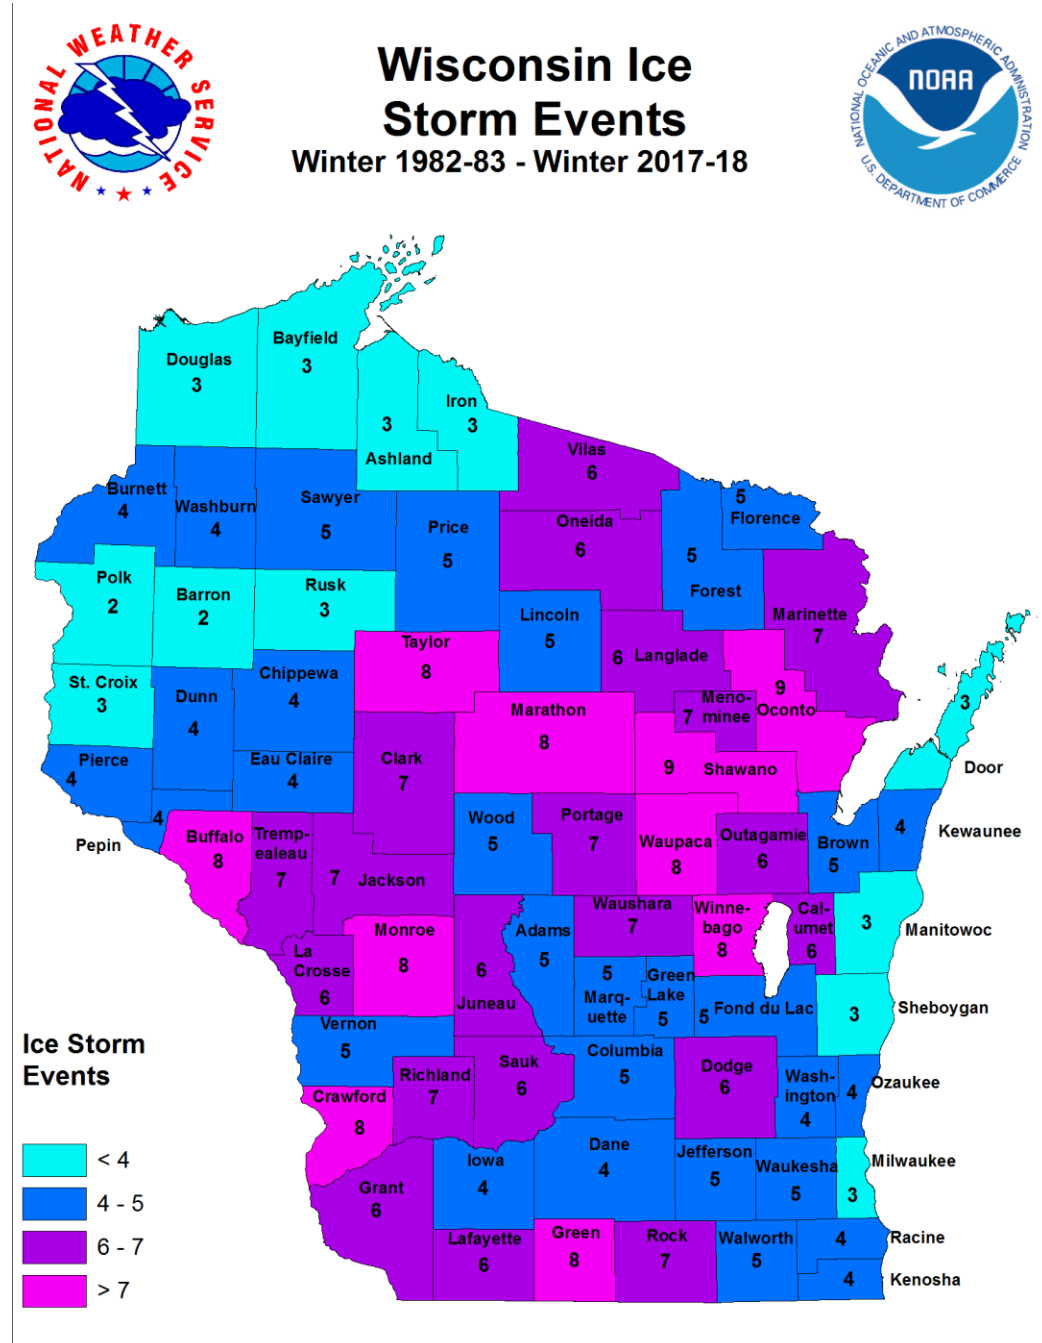 NATIONAL WEATHER SERVICE
Wisconsin Ice
Storm Events
Winter 1982-83 - Winter 2017-18
NATIONAL OCEANIC AND ATMOSPHERIC ADMINISTRATION
NOAA
U.S. DEPARTMENT OF COMMERCE
Douglas
3
Bayfield
3
3
Ashland
Iron
3
Vilas
6
Burnett
4
Washburn
4
Sawyer
5
Price
5
Oneida
6
5
Forest
5
Florence
Polk
2
Barron
2
Rusk
3
Lincoln
5
Marinette
7
Taylor
8
6 Langlade
9
Oconto
7
Meno-
minee
St. Croix
3
Dunn
4
Chippewa
4
Marathon
8
9 Shawano
3
Door
Pierce
4
Eau Claire
4
Clark
7
4
Pepin
Buffalo
8
Tremp-
ealeau
7
7 Jackson
Wood
5
Portage
7
Waupaca
8
Outagamie
6
Brown
5
4
Kewaunee
Monroe
8
6
Juneau
Adams
5
Waushara
7
Winne-
bago
8
Cal-
umet
6
3
Manitowoc
La
Crosse
6
5
Marq-
uette
Green
Lake
5
5 Fond du Lac
3
Sheboygan
Vernon
5
Ice Storm
Events
Richland
7
Sauk
6
Columbia
5
Dodge
6
Wash-
ington
4
4
Ozaukee
Crawford
8
< 4
4 - 5
6 - 7
> 7
Grant
6
Iowa
4
Dane
4
Jefferson
5
Waukesha
5
3
Milwaukee
Lafayette
6
Green
8
Rock
7
Walworth
5
4
Racine
4
Kenosha